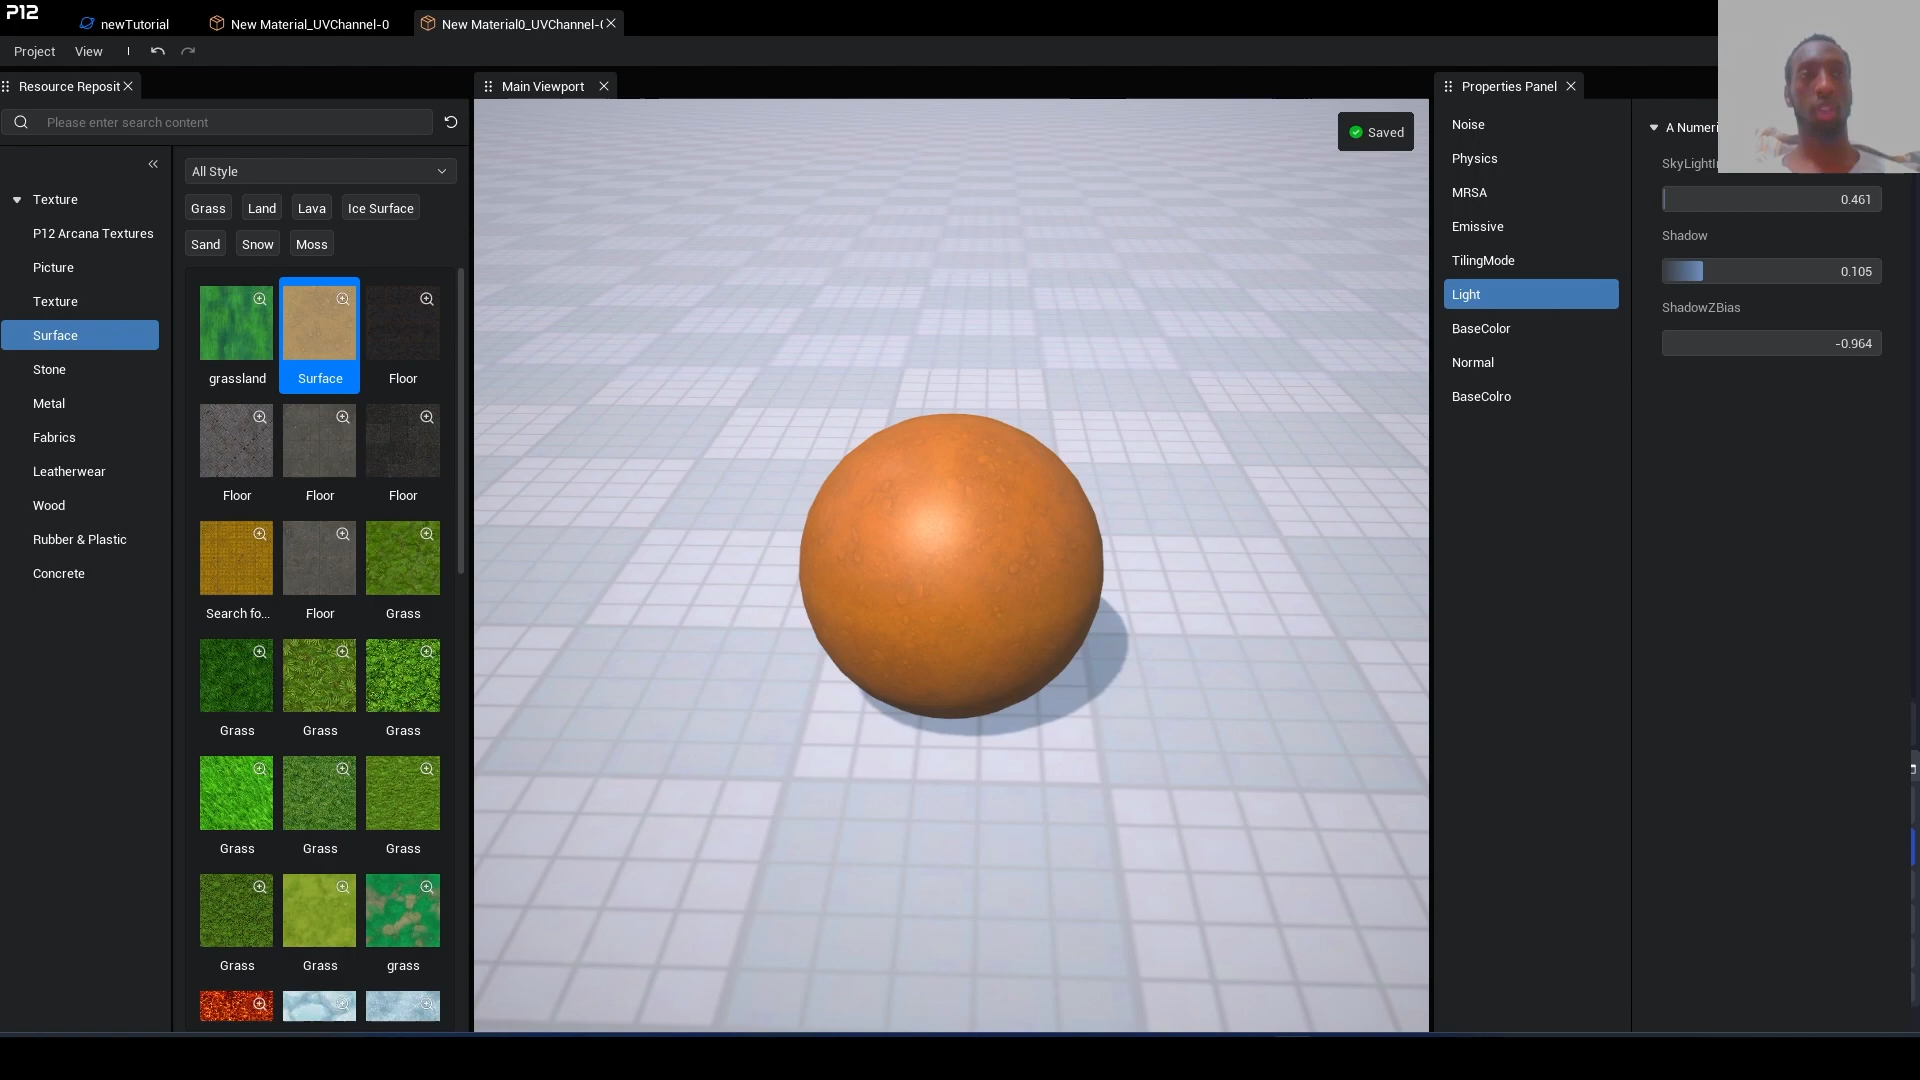 P12
newTutorial
New Material_UVChannel-0
New Material0_UVChannel-(
Project
View
Resource Reposit
Main Viewport
Properties Panel
Please enter search content
Saved
All Style
Grass
Land
Lava
Ice Surface
Sand
Snow
Moss
Texture
P12 Arcana Textures
Picture
Texture
Surface
Stone
Metal
Fabrics
Leatherwear
Wood
Rubber & Plastic
Concrete
grassland
Surface
Floor
Floor
Floor
Floor
Search fo...
Floor
Grass
Grass
Grass
Grass
Grass
Grass
Grass
Grass
Grass
grass
Noise
Physics
MRSA
Emissive
TilingMode
Light
BaseColor
Normal
BaseColro
A Numeri
SkyLightI
0.461
Shadow
0.105
ShadowZBias
-0.964